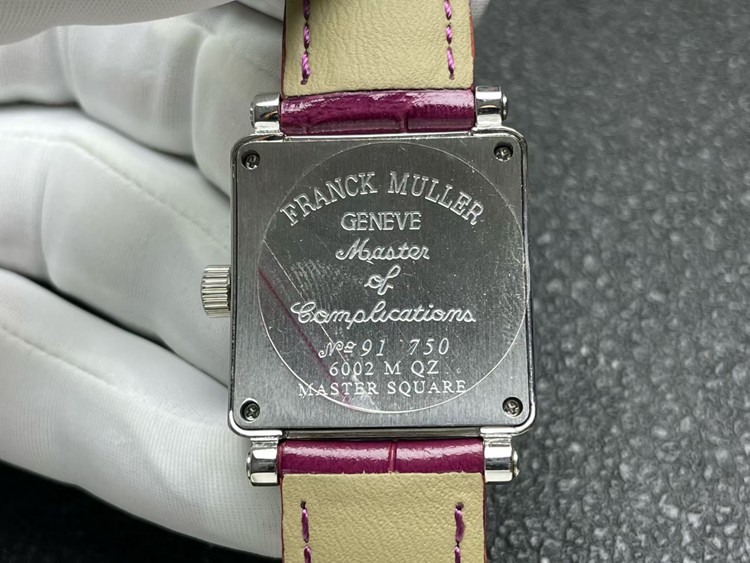 FRANCK MULLER
GENEVE
Master
of
Complications
Nº 91 750
6002 M QZ
MASTER SQUARE